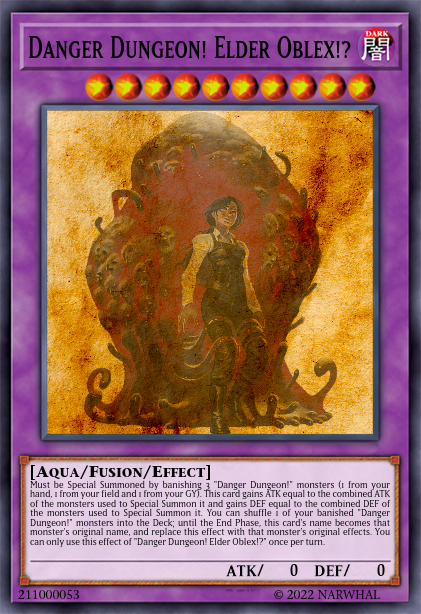 DANGER DUNGEON! ELDER OBLEX!?
DARK
闇
[AQUA/FUSION/EFFECT]
Must be Special Summoned by banishing 3 "Danger Dungeon!" monsters (1 from your
hand, 1 from your field and 1 from your GY). This card gains ATK equal to the combined ATK
of the monsters used to Special Summon it and gains DEF equal to the combined DEF of
the monsters used to Special Summon it. You can shuffle 1 of your banished "Danger
Dungeon!" monsters into the Deck; until the End Phase, this card's name becomes that
monster's original name, and replace this effect with that monster's original effects. You
can only use this effect of "Danger Dungeon! Elder Oblex!?" once per turn.
ATK/ 0 DEF/ 0
211000053 © 2022 NARWHAL